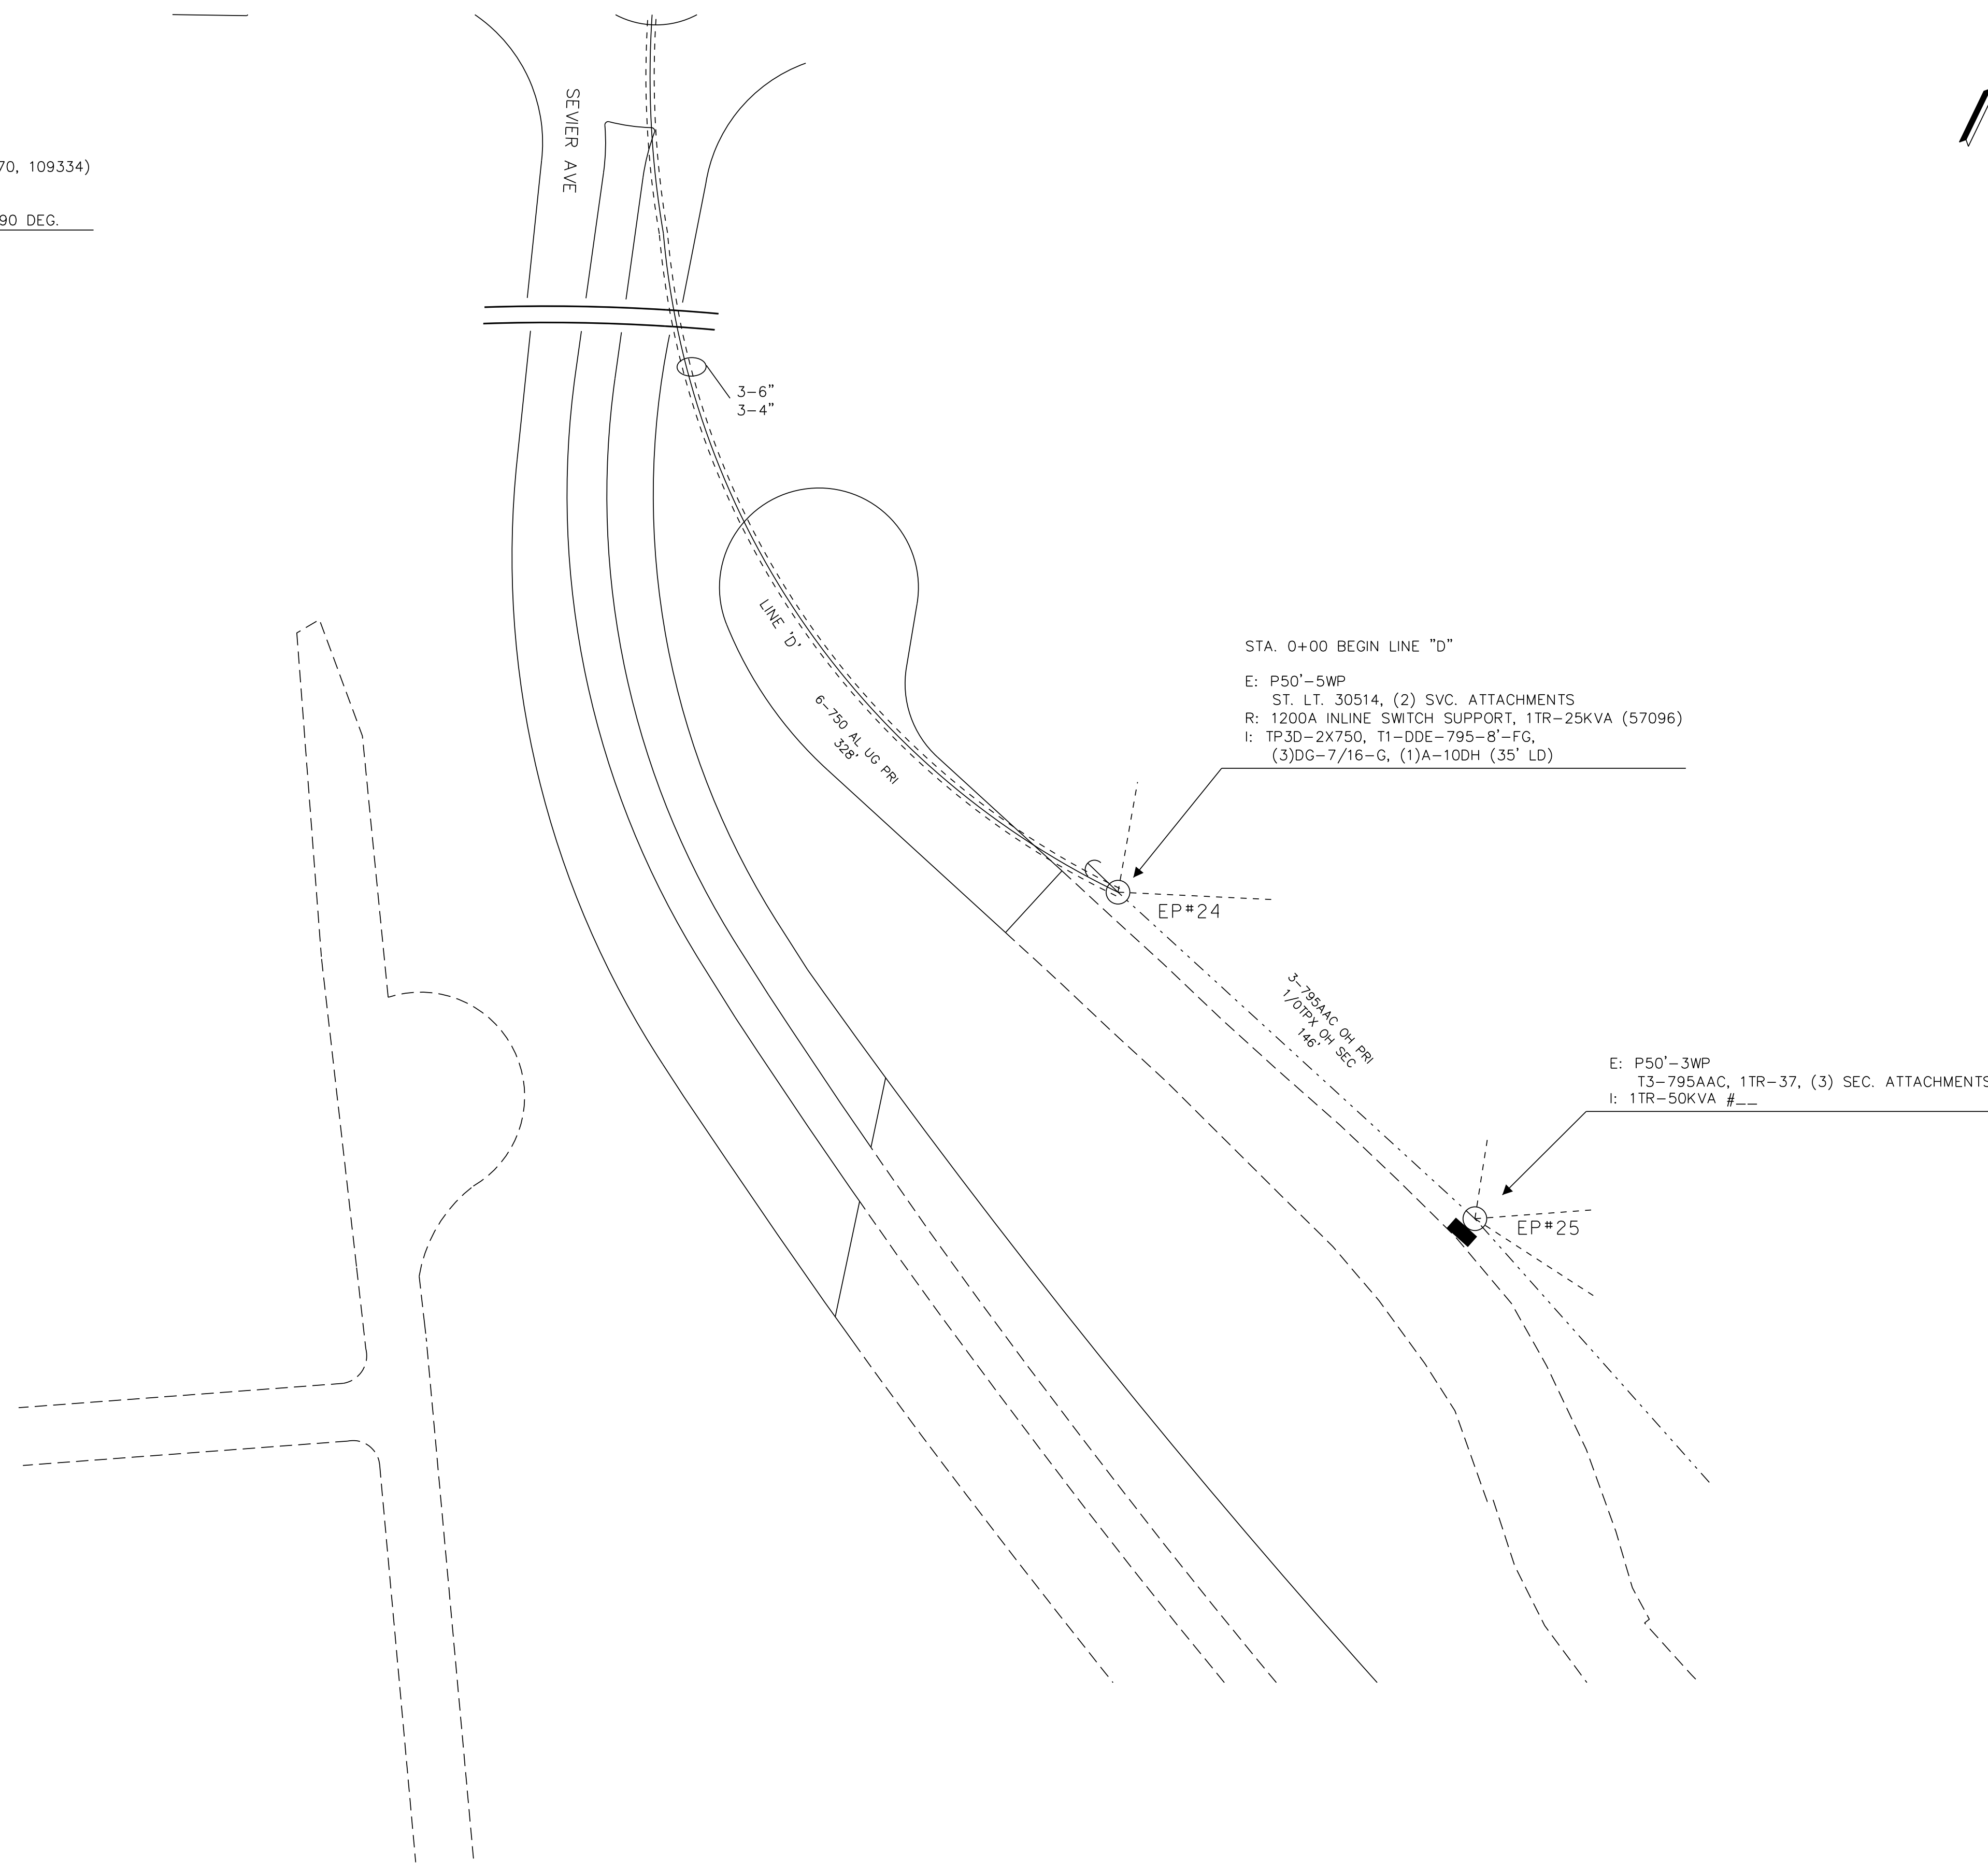 70, 109334)
90 DEG.
SEVIER AVE
3-6"
3-4"
LINE 'D'
6-750 AL UG PRI
328'
STA. 0+00 BEGIN LINE "D"
E: P50'-5WP
ST. LT. 30514, (2) SVC. ATTACHMENTS
R: 1200A INLINE SWITCH SUPPORT, 1TR-25KVA (57096)
I: TP3D-2X750, T1-DDE-795-8'-FG,
(3)DG-7/16-G, (1)A-10DH (35' LD)
EP#24
3-795AAC OH PRI
1/0TPX OH SEC
146'
E: P50'-3WP
T3-795AAC, 1TR-37, (3) SEC. ATTACHMENTS
I: 1TR-50KVA #__
EP#25